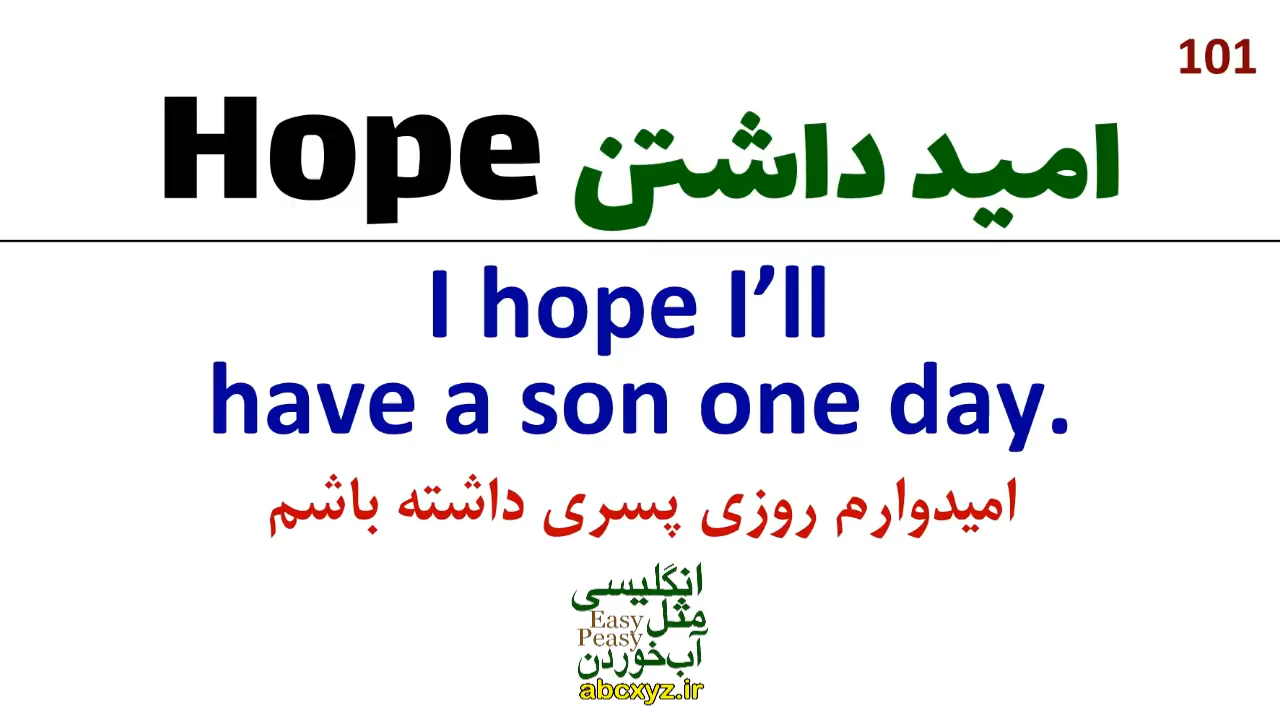 101
Hope امید داشتن
I hope I’ll
have a son one day.
امیدوارم روزی پسری داشته باشم
انگلیسی
مثل Easy
Peasy
آب خوردن
abcxyz.ir